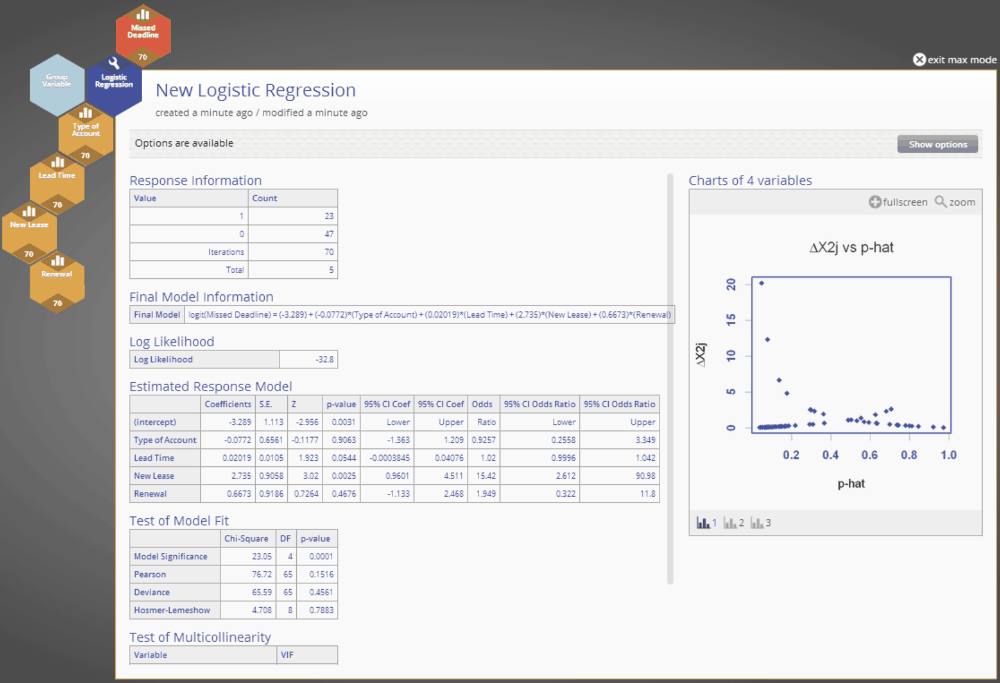 Missed
Deadline
70
Group
Variable
Logistic
Regression
Type of
Account
70
Lead Time
70
New Lease
70
Renewal
70
exit max mode
New Logistic Regression
created a minute ago / modified a minute ago
Options are available
Show options
Response Information
Value Count
1 23
0 47
Iterations 70
Total 5
Final Model Information
Final Model logit(Missed Deadline) = (-3.289) + (-0.0772)*(Type of Account) + (0.02019)*(Lead Time) + (2.735)*(New Lease) + (0.6673)*(Renewal)
Log Likelihood
Log Likelihood -32.8
Estimated Response Model
Coefficients S.E. Z p-value 95% CI Coef 95% CI Coef Odds 95% CI Odds Ratio 95% CI Odds Ratio
(intercept) -3.289 1.113 -2.956 0.0031 Lower Upper Ratio Lower Upper
Type of Account -0.0772 0.6561 -0.1177 0.9063 -1.363 1.209 0.9257 0.2558 3.349
Lead Time 0.02019 0.0105 1.923 0.0544 -0.0003845 0.04076 1.02 0.9996 1.042
New Lease 2.735 0.9058 3.02 0.0025 0.9601 4.511 15.42 2.612 90.98
Renewal 0.6673 0.9186 0.7264 0.4676 -1.133 2.468 1.949 0.322 11.8
Test of Model Fit
Chi-Square DF p-value
Model Significance 23.05 4 0.0001
Pearson 76.72 65 0.1516
Deviance 65.59 65 0.4561
Hosmer-Lemeshow 4.708 8 0.7883
Test of Multicollinearity
Variable VIF
Charts of 4 variables
fullscreen zoom
ΔX2j vs p-hat
ΔX2j
20
15
10
5
0
0.2 0.4 0.6 0.8 1.0
p-hat
1 2 3